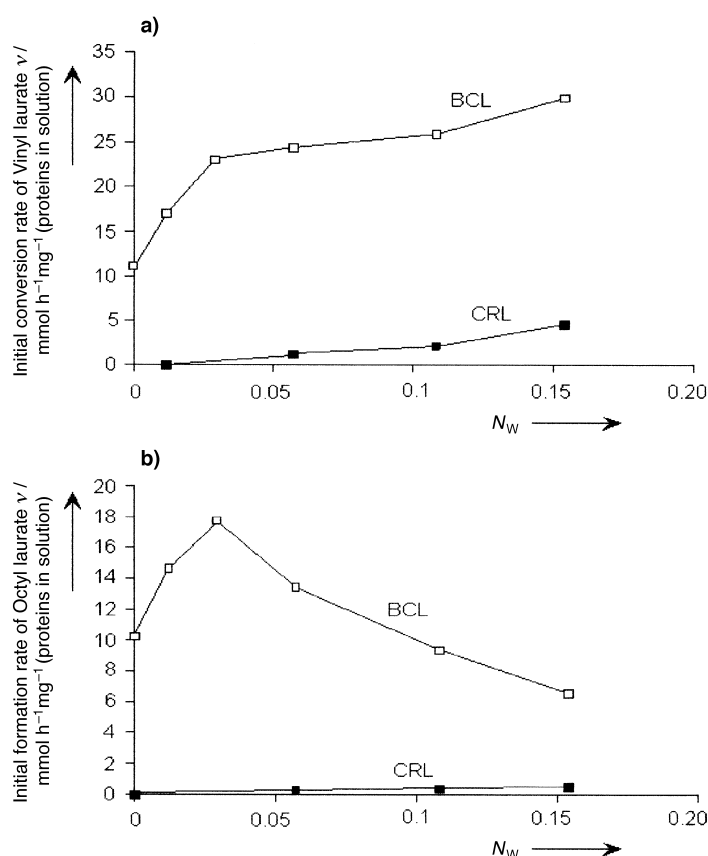 a)
Initial conversion rate of Vinyl laurate ν /
mmol h⁻¹mg⁻¹ (proteins in solution)
35
30
25
20
15
10
5
0
BCL
CRL
0
0.05
0.1
0.15
0.20
N_W
b)
Initial formation rate of Octyl laurate ν /
mmol h⁻¹mg⁻¹ (proteins in solution)
20
18
16
14
12
10
8
6
4
2
0
BCL
CRL
0
0.05
0.1
0.15
0.20
N_W